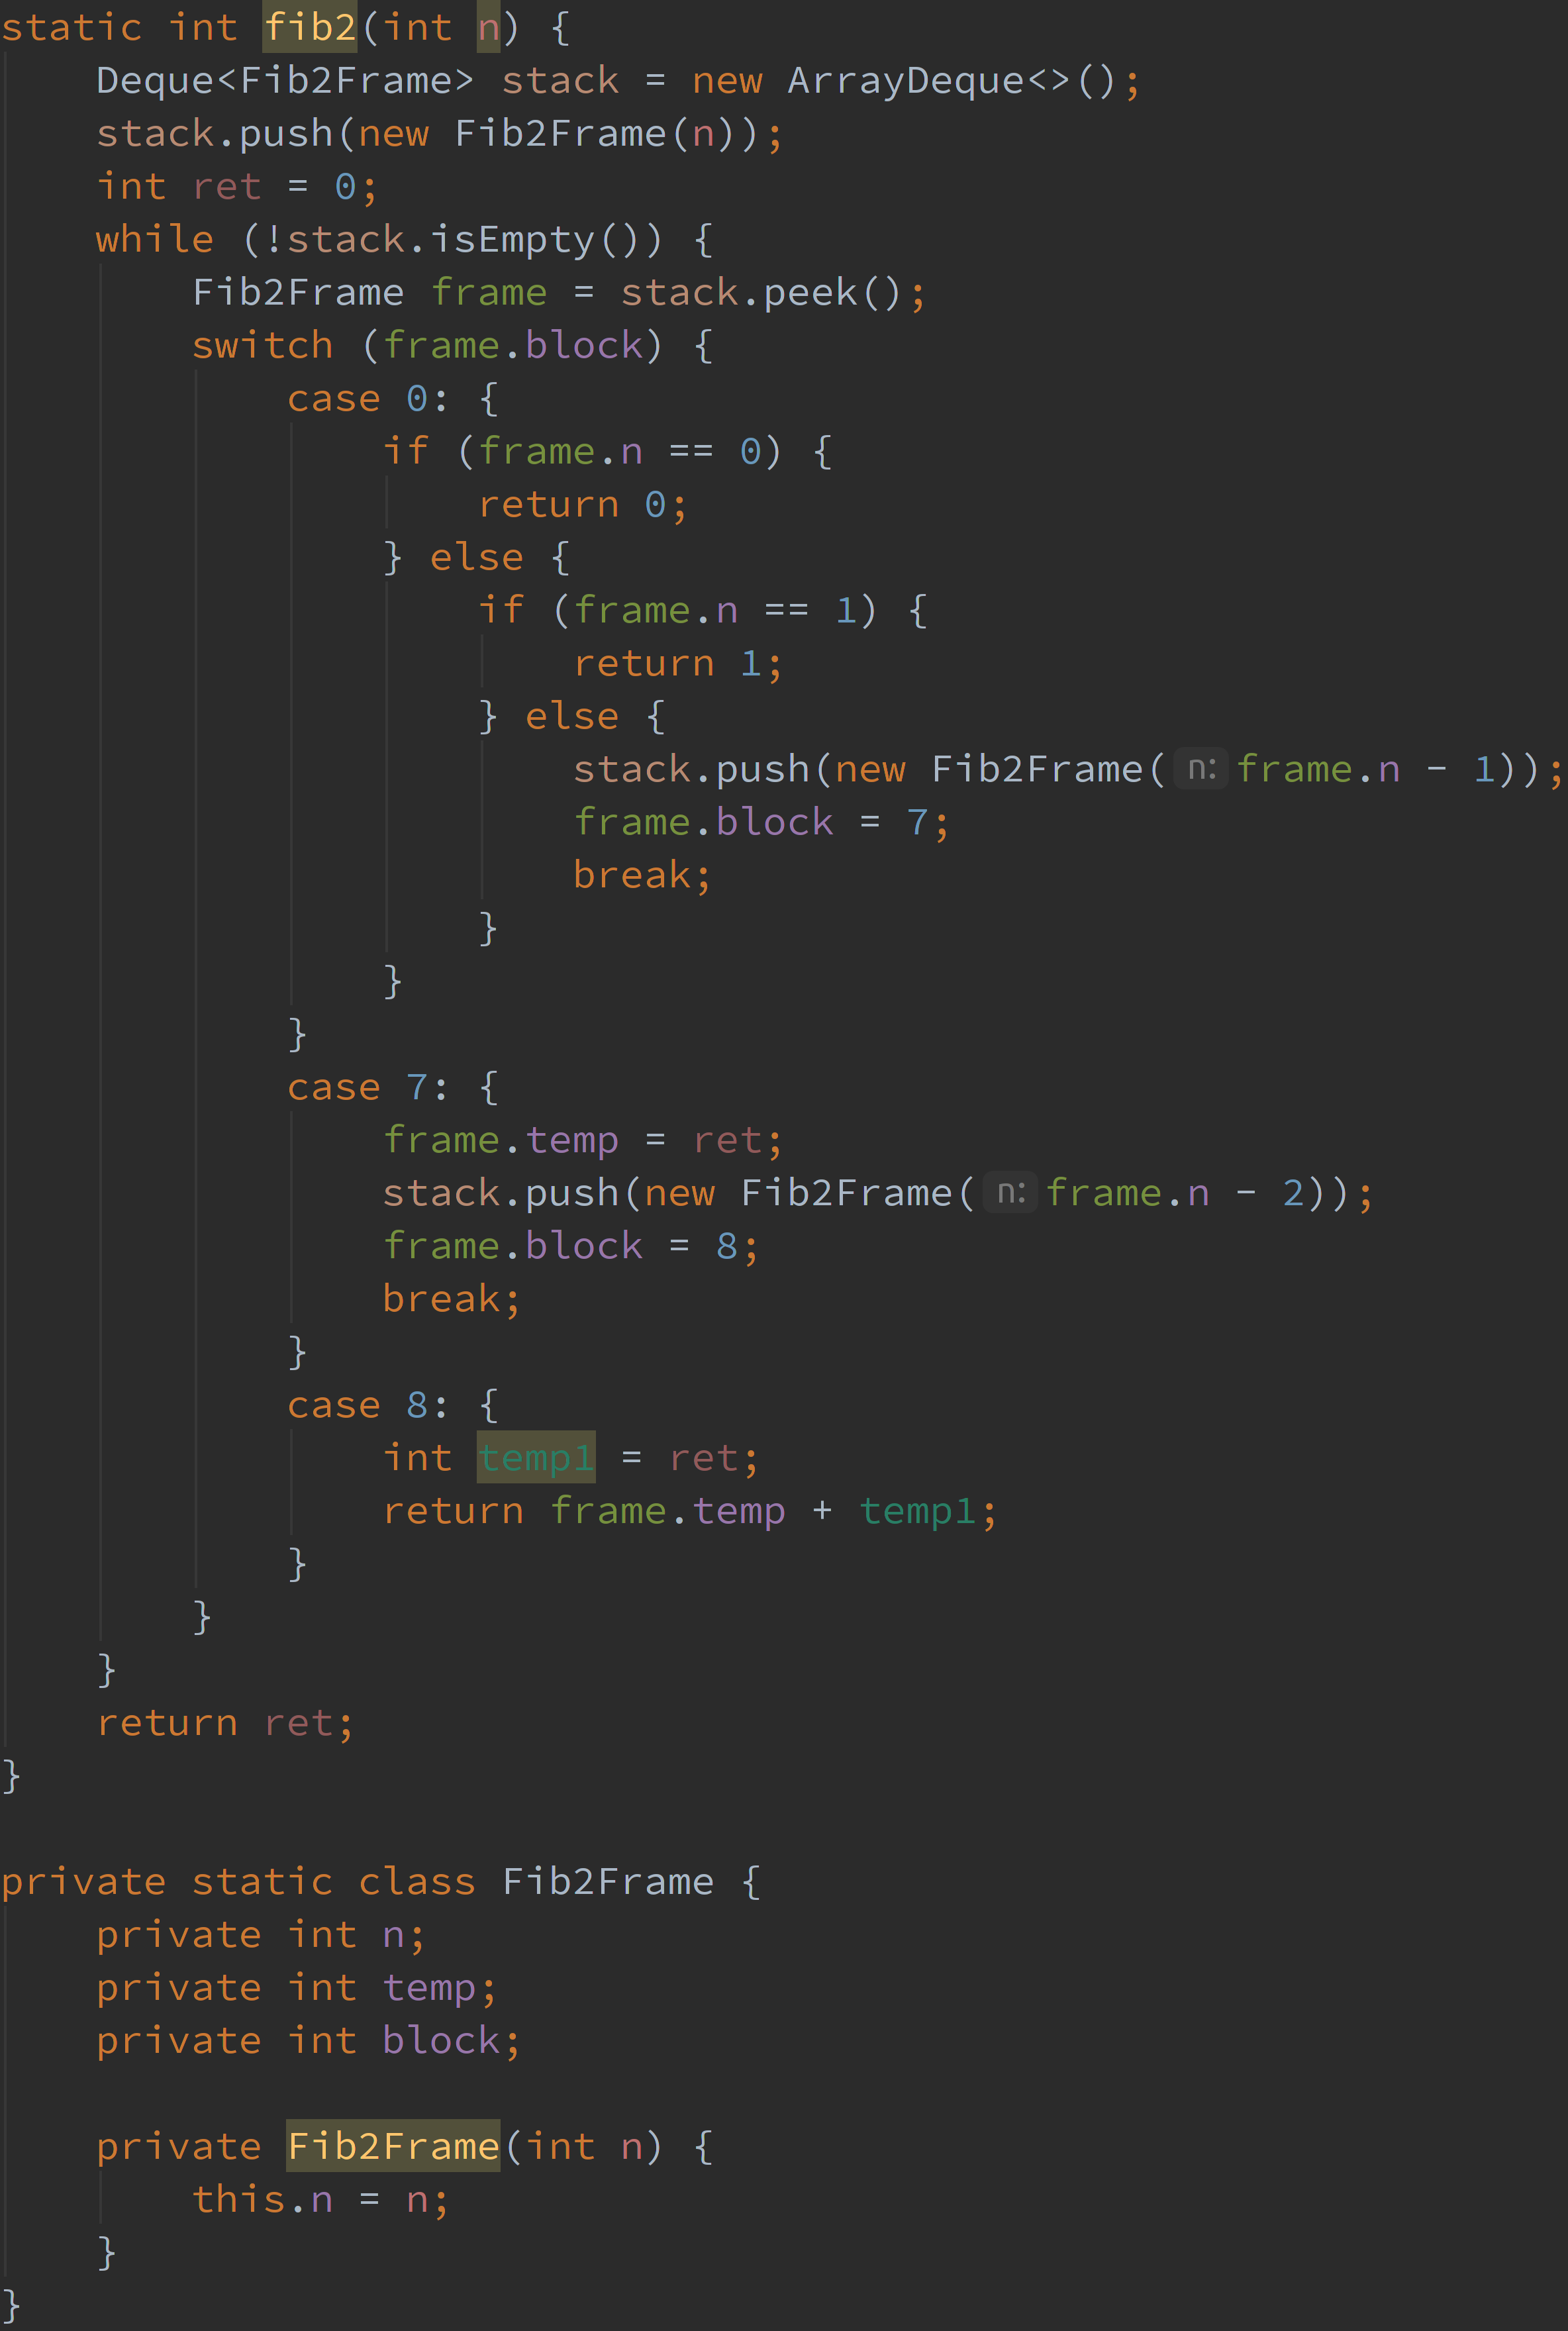 static int fib2(int n) {
    Deque<Fib2Frame> stack = new ArrayDeque<>();
    stack.push(new Fib2Frame(n));
    int ret = 0;
    while (!stack.isEmpty()) {
        Fib2Frame frame = stack.peek();
        switch (frame.block) {
            case 0: {
                if (frame.n == 0) {
                    return 0;
                } else {
                    if (frame.n == 1) {
                        return 1;
                    } else {
                        stack.push(new Fib2Frame( n: frame.n - 1));
                        frame.block = 7;
                        break;
                    }
                }
            }
            case 7: {
                frame.temp = ret;
                stack.push(new Fib2Frame( n: frame.n - 2));
                frame.block = 8;
                break;
            }
            case 8: {
                int temp1 = ret;
                return frame.temp + temp1;
            }
        }
    }
    return ret;
}

private static class Fib2Frame {
    private int n;
    private int temp;
    private int block;

    private Fib2Frame(int n) {
        this.n = n;
    }
}